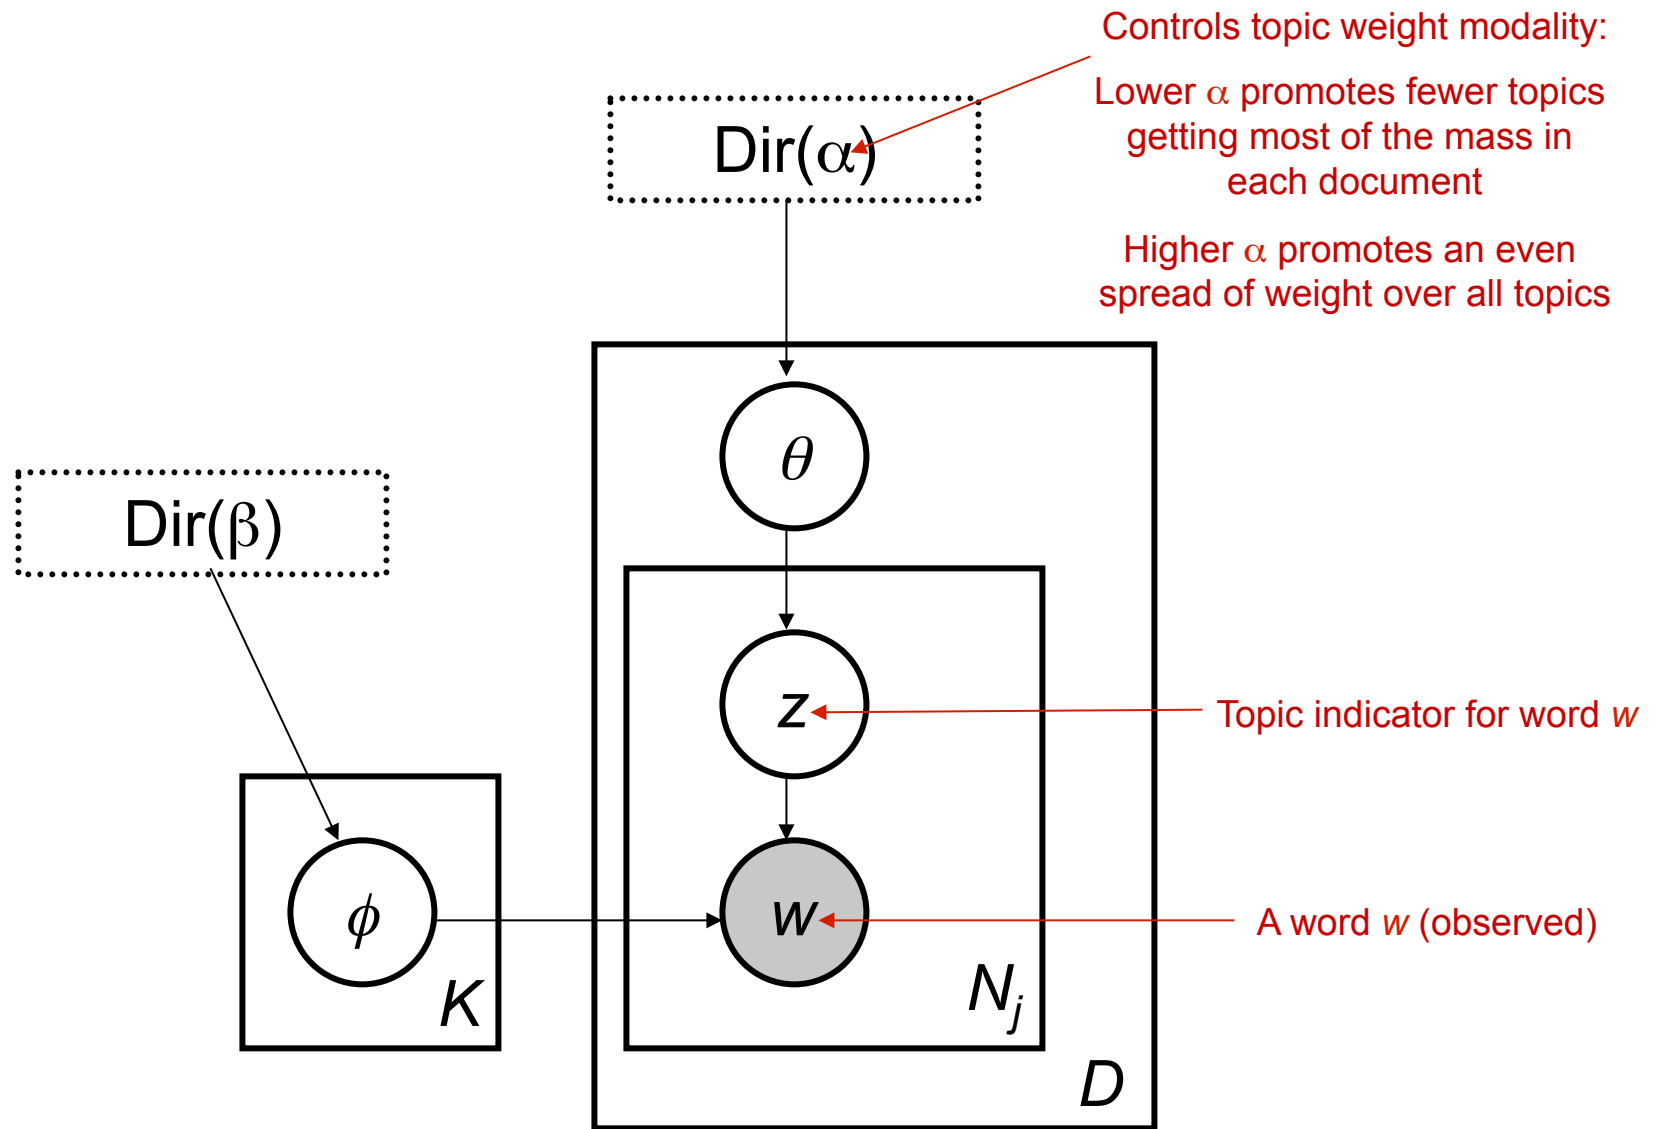 Controls topic weight modality:
Lower α promotes fewer topics
getting most of the mass in
each document
Higher α promotes an even
spread of weight over all topics
Dir(α)
θ
Dir(β)
z
Topic indicator for word w
ϕ
w
A word w (observed)
K
Nj
D